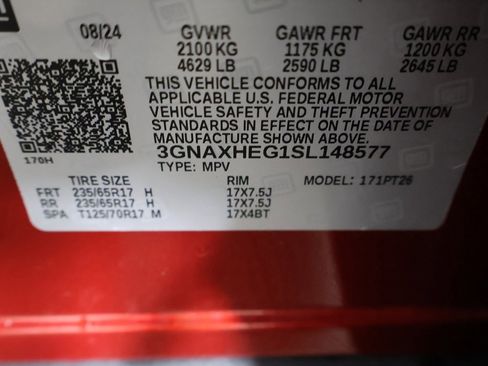 08/24 GVWR GAWR FRT GAWR RR
2100 KG 1175 KG 1200 KG
4629 LB 2590 LB 2645 LB
THIS VEHICLE CONFORMS TO ALL
APPLICABLE U.S. FEDERAL MOTOR
VEHICLE SAFETY AND THEFT PREVENTION
STANDARDS IN EFFECT ON THE DATE OF
MANUFACTURE SHOWN ABOVE.
170H 3GNAXHEG1SL148577
TYPE: MPV
TIRE SIZE RIM MODEL: 171PT26
FRT 235/65R17 H 17X7.5J
RR 235/65R17 H 17X7.5J
SPA T125/70R17 M 17X4BT